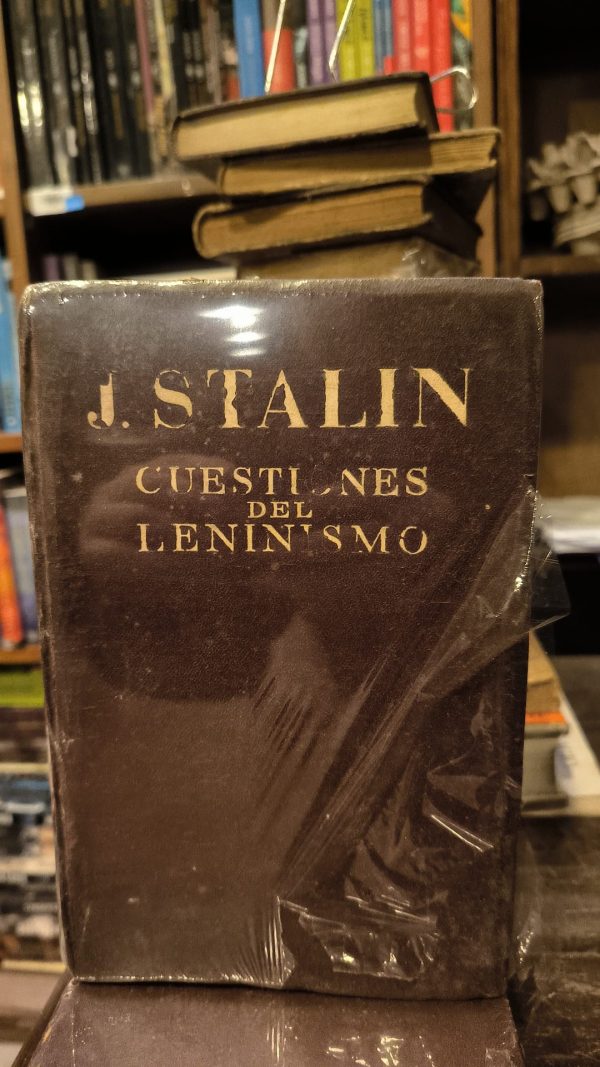 J. STALIN
CUESTIONES
DEL
LENINISMO